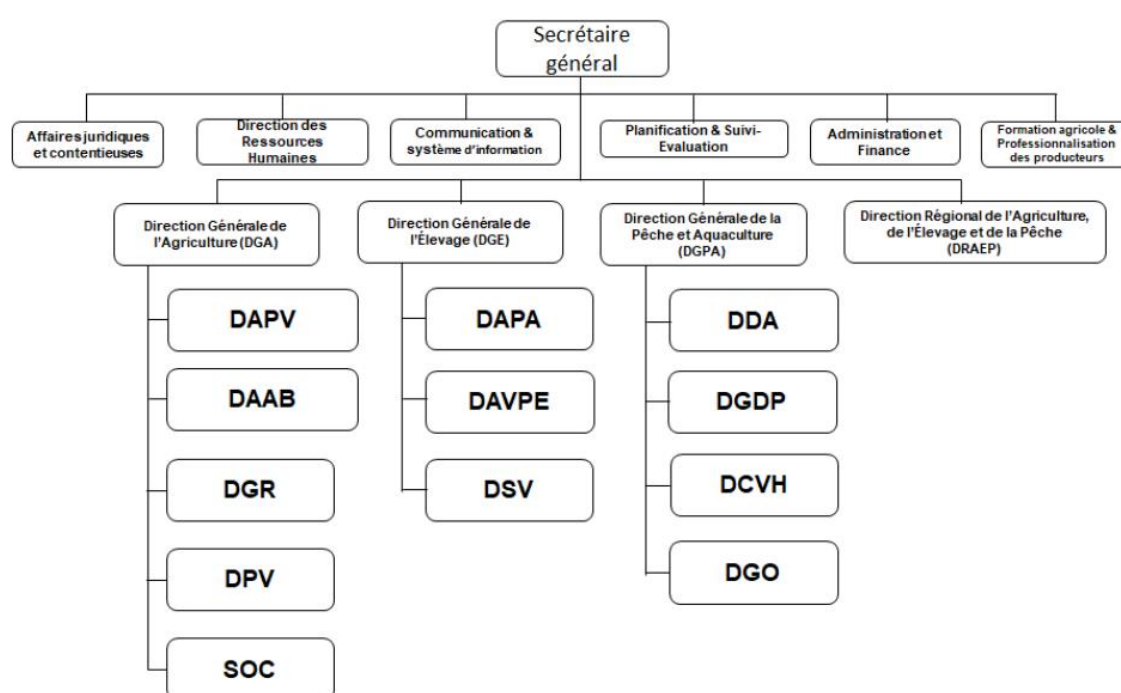 Secrétaire
général
Affaires juridiques
et contentieuses
Direction des
Ressources
Humaines
Communication &
système d'information
Planification & Suivi-
Evaluation
Administration et
Finance
Formation agricole &
Professionnalisation
des producteurs
Direction Générale de
l'Agriculture (DGA)
Direction Générale de
l'Élevage (DGE)
Direction Générale de la
Pêche et Aquaculture
(DGPA)
Direction Régional de l'Agriculture,
de l'Élevage et de la Pêche
(DRAEP)
DAPV
DAAB
DGR
DPV
SOC
DAPA
DAVPE
DSV
DDA
DGDP
DCVH
DGO